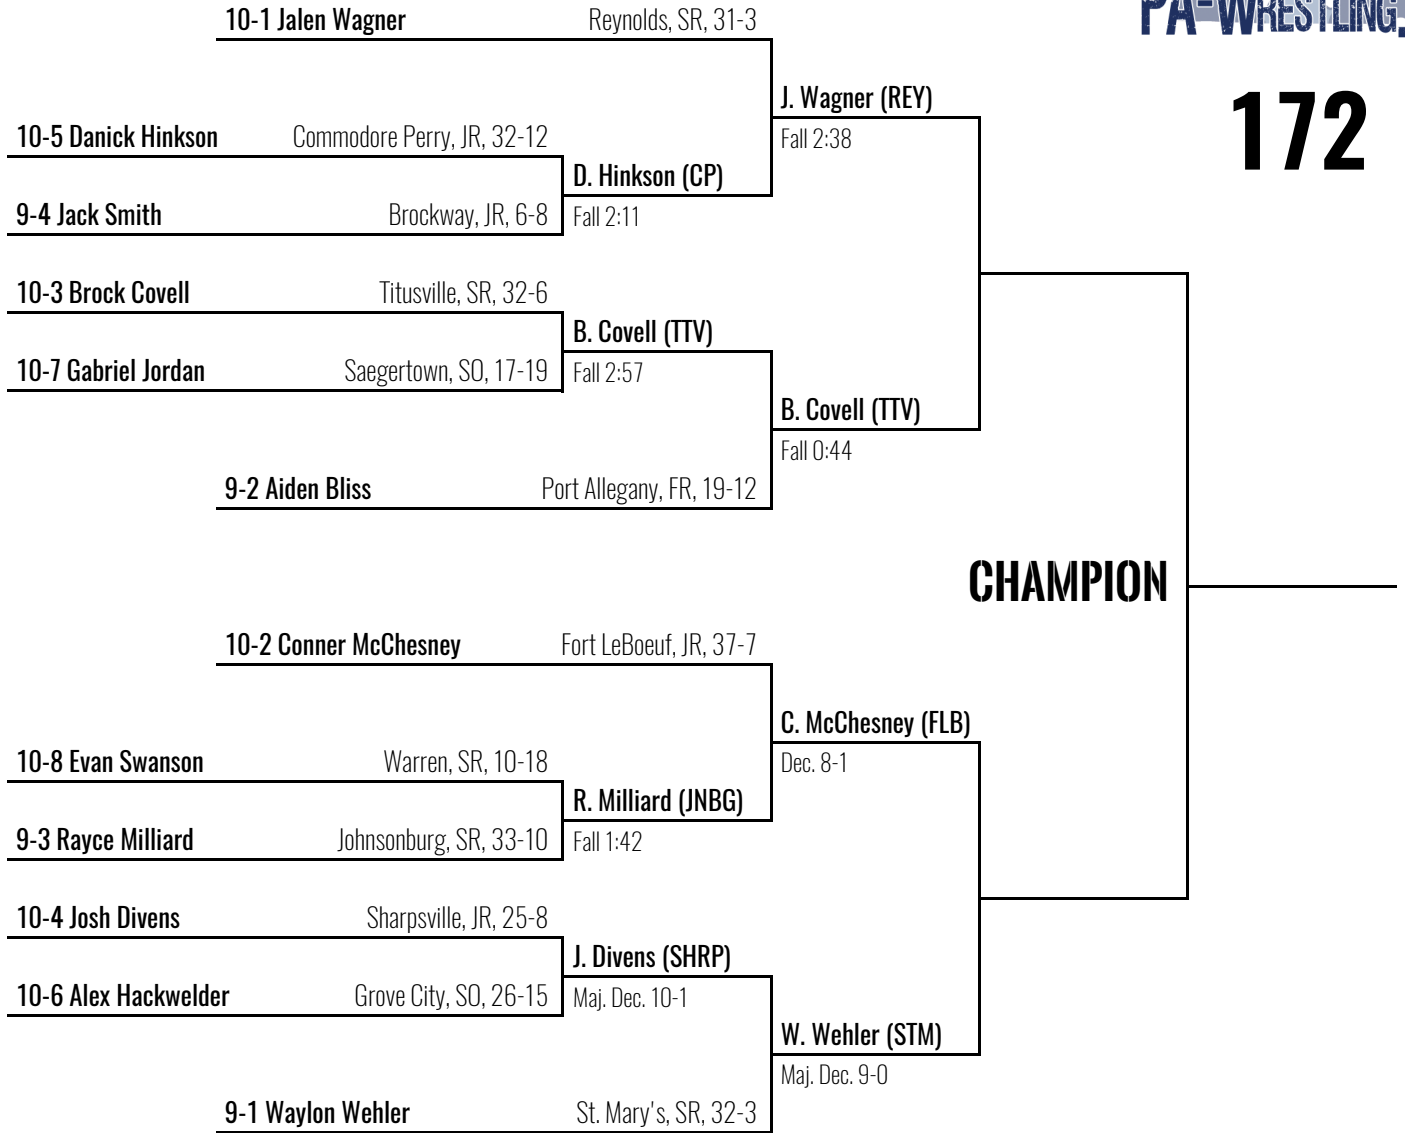 10-1 Jalen Wagner Reynolds, SR, 31-3
PA-WRESTLING.
J. Wagner (REY)
172
10-5 Danick Hinkson Commodore Perry, JR, 32-12
Fall 2:38
D. Hinkson (CP)
9-4 Jack Smith Brockway, JR, 6-8
Fall 2:11
10-3 Brock Covell Titusville, SR, 32-6
B. Covell (TTV)
10-7 Gabriel Jordan Saegertown, SO, 17-19
Fall 2:57
B. Covell (TTV)
Fall 0:44
9-2 Aiden Bliss Port Allegany, FR, 19-12
CHAMPION
10-2 Conner McChesney Fort LeBoeuf, JR, 37-7
C. McChesney (FLB)
10-8 Evan Swanson Warren, SR, 10-18
Dec. 8-1
R. Milliard (JNBG)
9-3 Rayce Milliard Johnsonburg, SR, 33-10
Fall 1:42
10-4 Josh Divens Sharpsville, JR, 25-8
J. Divens (SHRP)
10-6 Alex Hackwelder Grove City, SO, 26-15
Maj. Dec. 10-1
W. Wehler (STM)
Maj. Dec. 9-0
9-1 Waylon Wehler St. Mary's, SR, 32-3